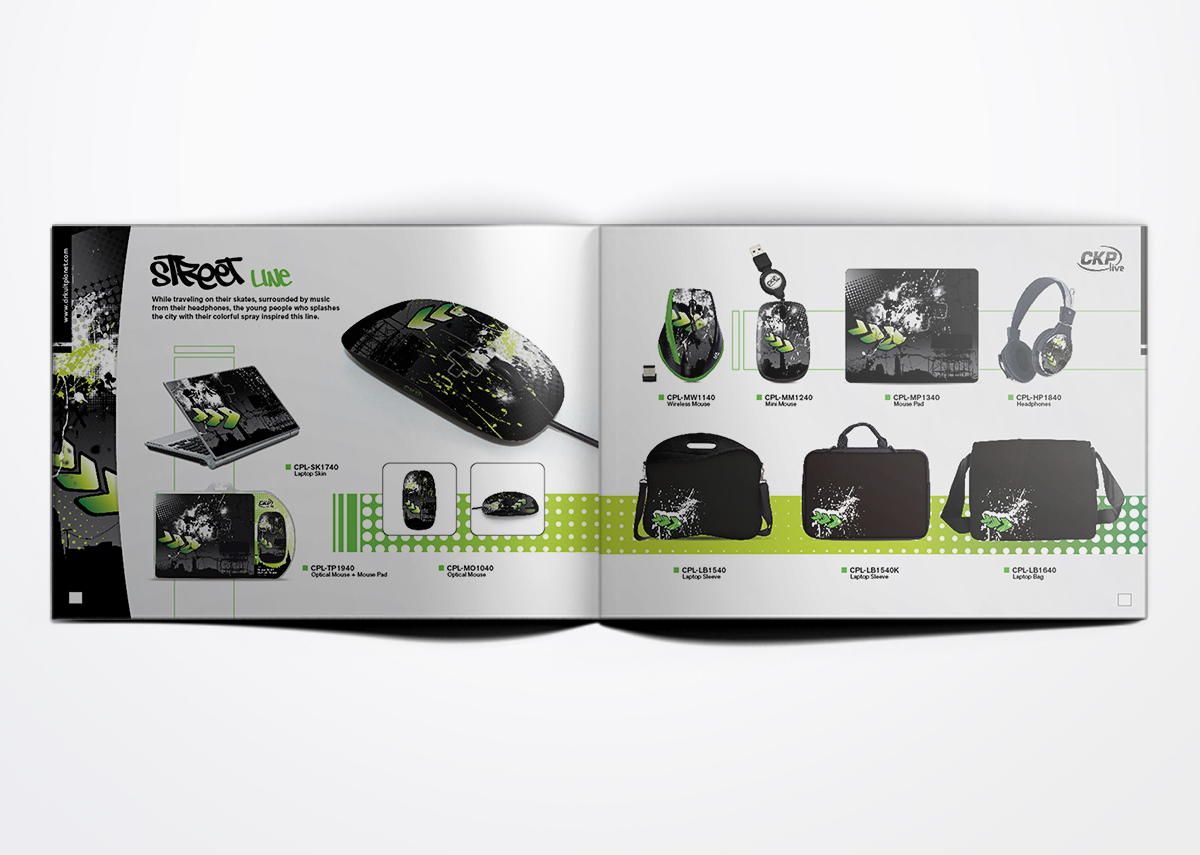 www.cirkuitplanet.com
STREET LINE
While traveling on their skates, surrounded by music
from their headphones, the young people who splashes
the city with their colorful spray inspired this line.
CPL-SK1740
Laptop Skin
CPL-TP1940
Optical Mouse + Mouse Pad
CPL-MO1040
Optical Mouse
CKP
live
CPL-MW1140
Wireless Mouse
CPL-MM1240
Mini Mouse
CPL-MP1340
Mouse Pad
CPL-HP1840
Headphones
CPL-LB1540
Laptop Sleeve
CPL-LB1540K
Laptop Sleeve
CPL-LB1640
Laptop Bag